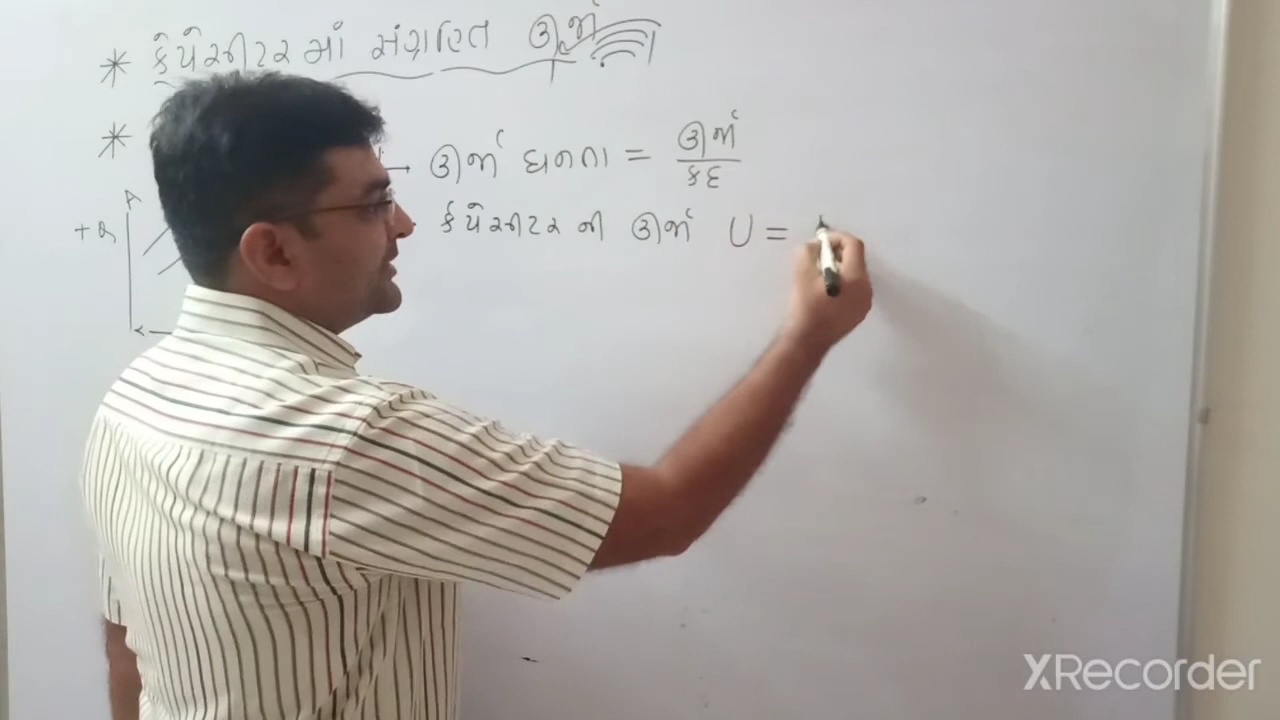 * કેપેસીટરમાં સંગ્રહિત ઊર્જા
* → ઊર્જા ઘનતા = ઊર્જા / કદ
કેપેસીટર ની ઊર્જા U =
A
+Q
XRecorder